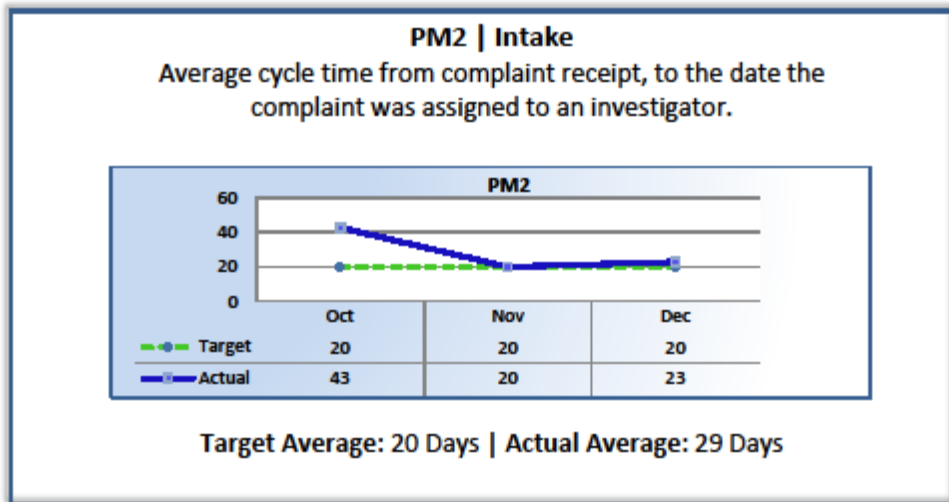 PM2 | Intake
Average cycle time from complaint receipt, to the date the
complaint was assigned to an investigator.
PM2
60
40
20
0
Oct Nov Dec
Target 20 20 20
Actual 43 20 23
Target Average: 20 Days | Actual Average: 29 Days